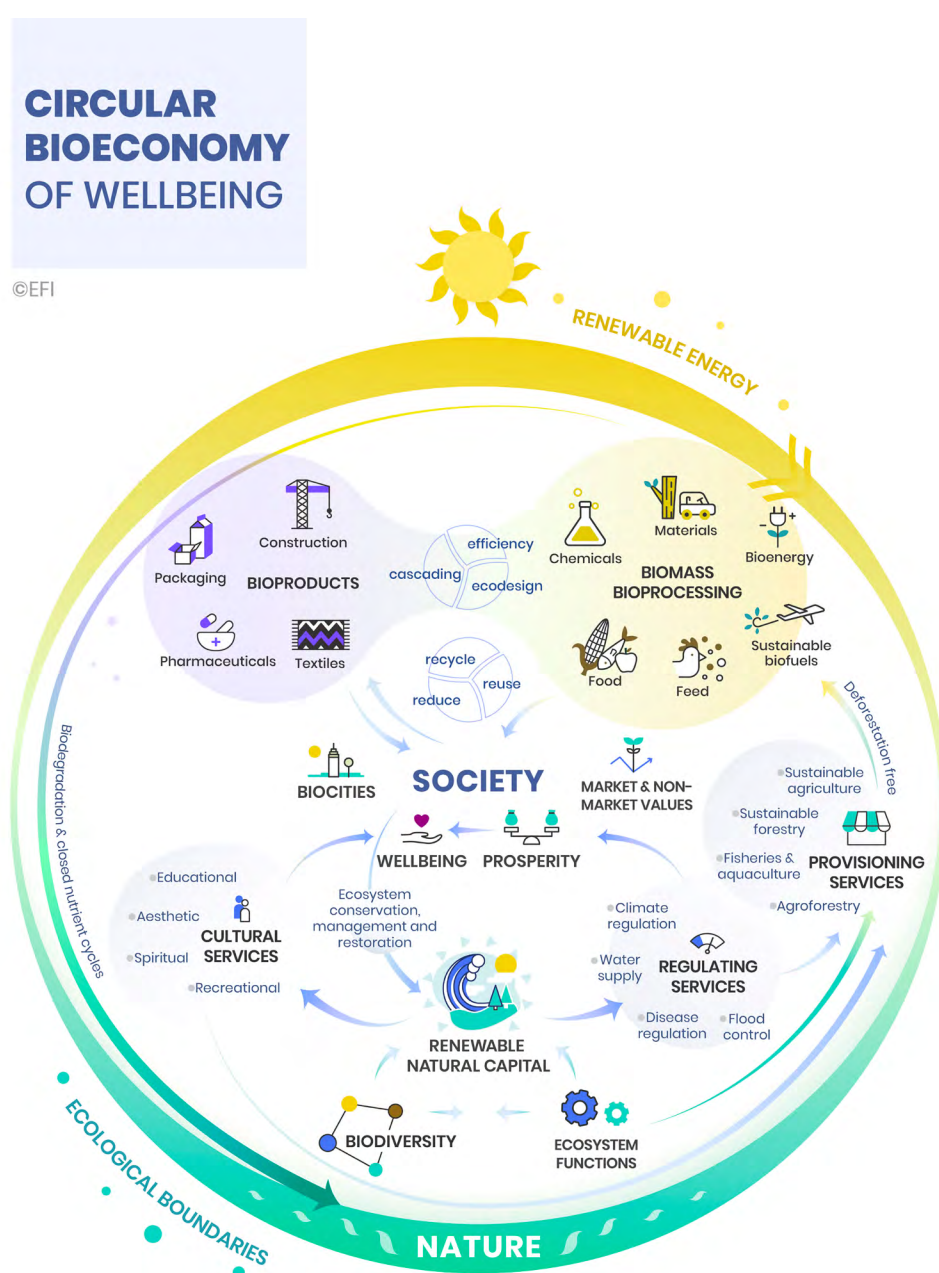 CIRCULAR
BIOECONOMY
OF WELLBEING
©EFI
RENEWABLE ENERGY
Construction
Packaging
BIOPRODUCTS
Pharmaceuticals
Textiles
efficiency
cascading
ecodesign
recycle
reuse
reduce
Chemicals
Materials
Bioenergy
BIOMASS
BIOPROCESSING
Food
Feed
Sustainable
biofuels
Deforestation free
Biodegradation & closed nutrient cycles
BIOCITIES
SOCIETY
MARKET & NON-
MARKET VALUES
WELLBEING
PROSPERITY
Sustainable
agriculture
Sustainable
forestry
Fisheries &
aquaculture
Agroforestry
PROVISIONING
SERVICES
Educational
Aesthetic
Spiritual
Recreational
CULTURAL
SERVICES
Ecosystem
conservation,
management and
restoration
Climate
regulation
Water
supply
REGULATING
SERVICES
Disease
regulation
Flood
control
RENEWABLE
NATURAL CAPITAL
BIODIVERSITY
ECOSYSTEM
FUNCTIONS
ECOLOGICAL BOUNDARIES
NATURE